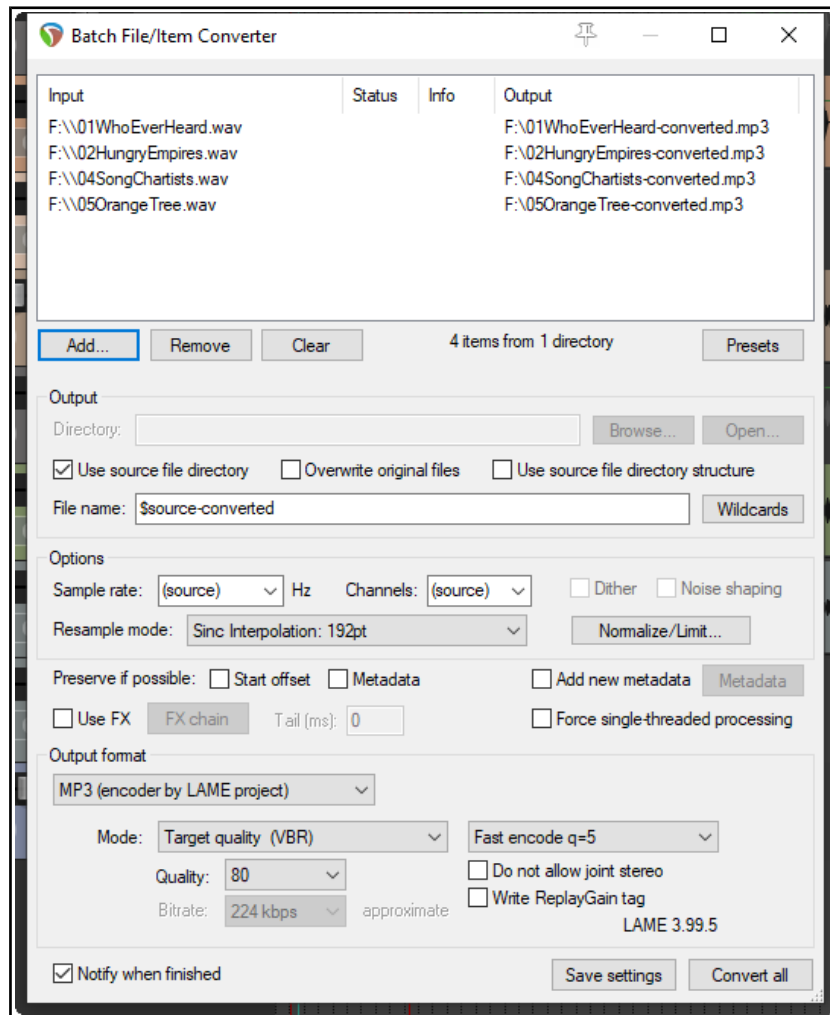 Batch File/Item Converter
Input Status Info Output
F:\\01WhoEverHeard.wav F:\01WhoEverHeard-converted.mp3
F:\\02HungryEmpires.wav F:\02HungryEmpires-converted.mp3
F:\\04SongChartists.wav F:\04SongChartists-converted.mp3
F:\\05OrangeTree.wav F:\05OrangeTree-converted.mp3
Add... Remove Clear 4 items from 1 directory Presets
Output
Directory: Browse... Open...
Use source file directory Overwrite original files Use source file directory structure
File name: $source-converted Wildcards
Options
Sample rate: (source) Hz Channels: (source) Dither Noise shaping
Resample mode: Sinc Interpolation: 192pt Normalize/Limit...
Preserve if possible: Start offset Metadata Add new metadata Metadata
Use FX FX chain Tail (ms): 0 Force single-threaded processing
Output format
MP3 (encoder by LAME project)
Mode: Target quality (VBR) Fast encode q=5
Quality: 80 Do not allow joint stereo
Bitrate: 224 kbps approximate Write ReplayGain tag
LAME 3.99.5
Notify when finished Save settings Convert all